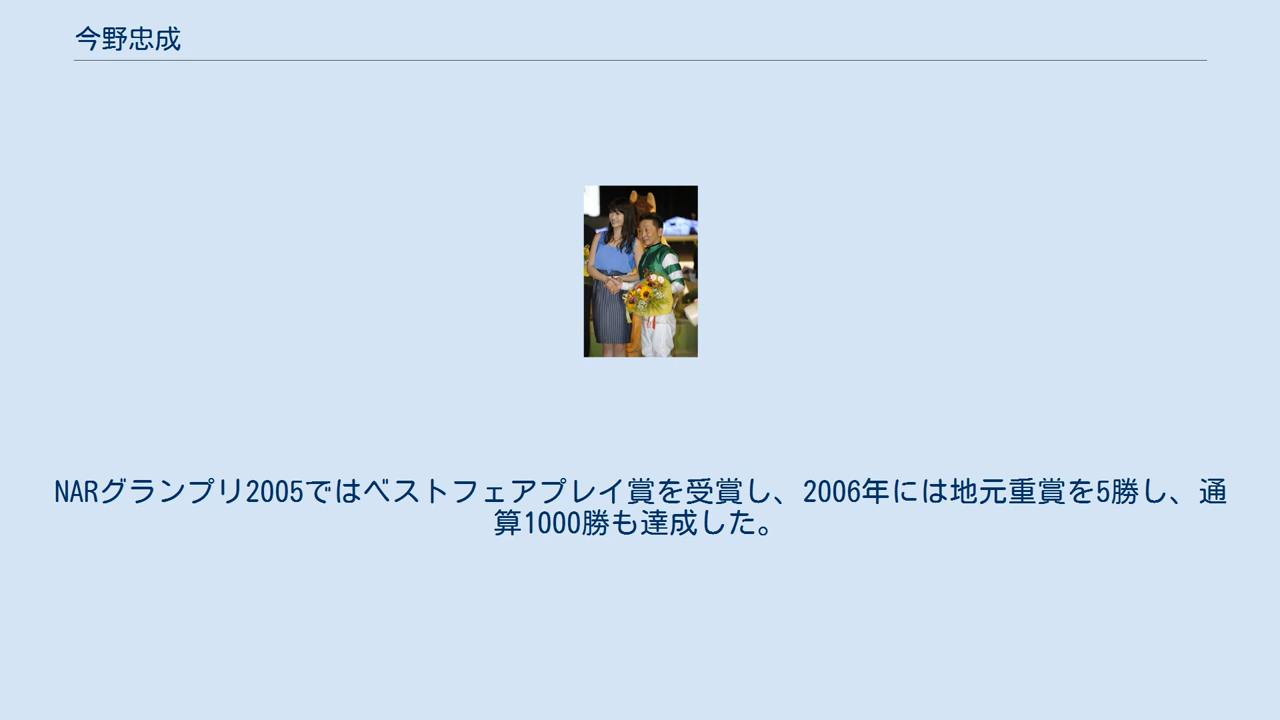 今野忠成
NARグランプリ2005ではベストフェアプレイ賞を受賞し、2006年には地元重賞を5勝し、通
算1000勝も達成した。